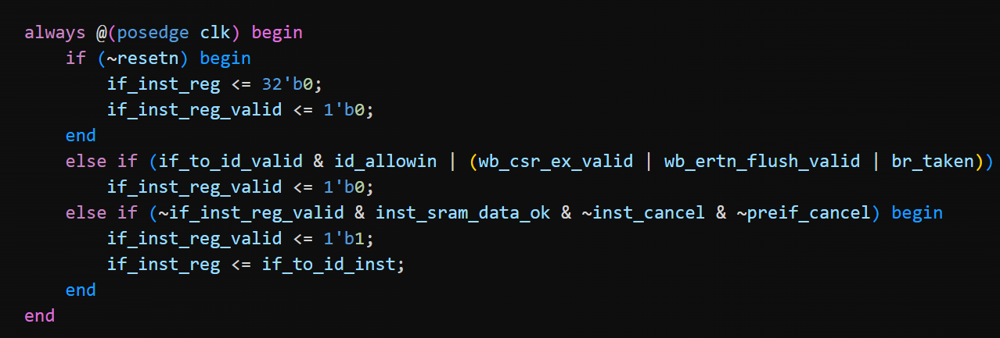 always @(posedge clk) begin
    if (~resetn) begin
        if_inst_reg <= 32'b0;
        if_inst_reg_valid <= 1'b0;
    end
    else if (if_to_id_valid & id_allowin | (wb_csr_ex_valid | wb_ertn_flush_valid | br_taken))
        if_inst_reg_valid <= 1'b0;
    else if (~if_inst_reg_valid & inst_sram_data_ok & ~inst_cancel & ~preif_cancel) begin
        if_inst_reg_valid <= 1'b1;
        if_inst_reg <= if_to_id_inst;
    end
end